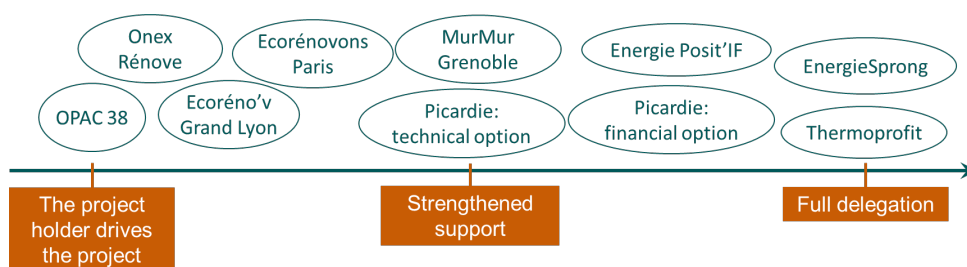 Onex
Rénove
Ecorénovons
Paris
MurMur
Grenoble
Energie Posit’IF
EnergieSprong
OPAC 38
Ecoréno’v
Grand Lyon
Picardie:
technical option
Picardie:
financial option
Thermoprofit
The project
holder drives
the project
Strengthened
support
Full delegation